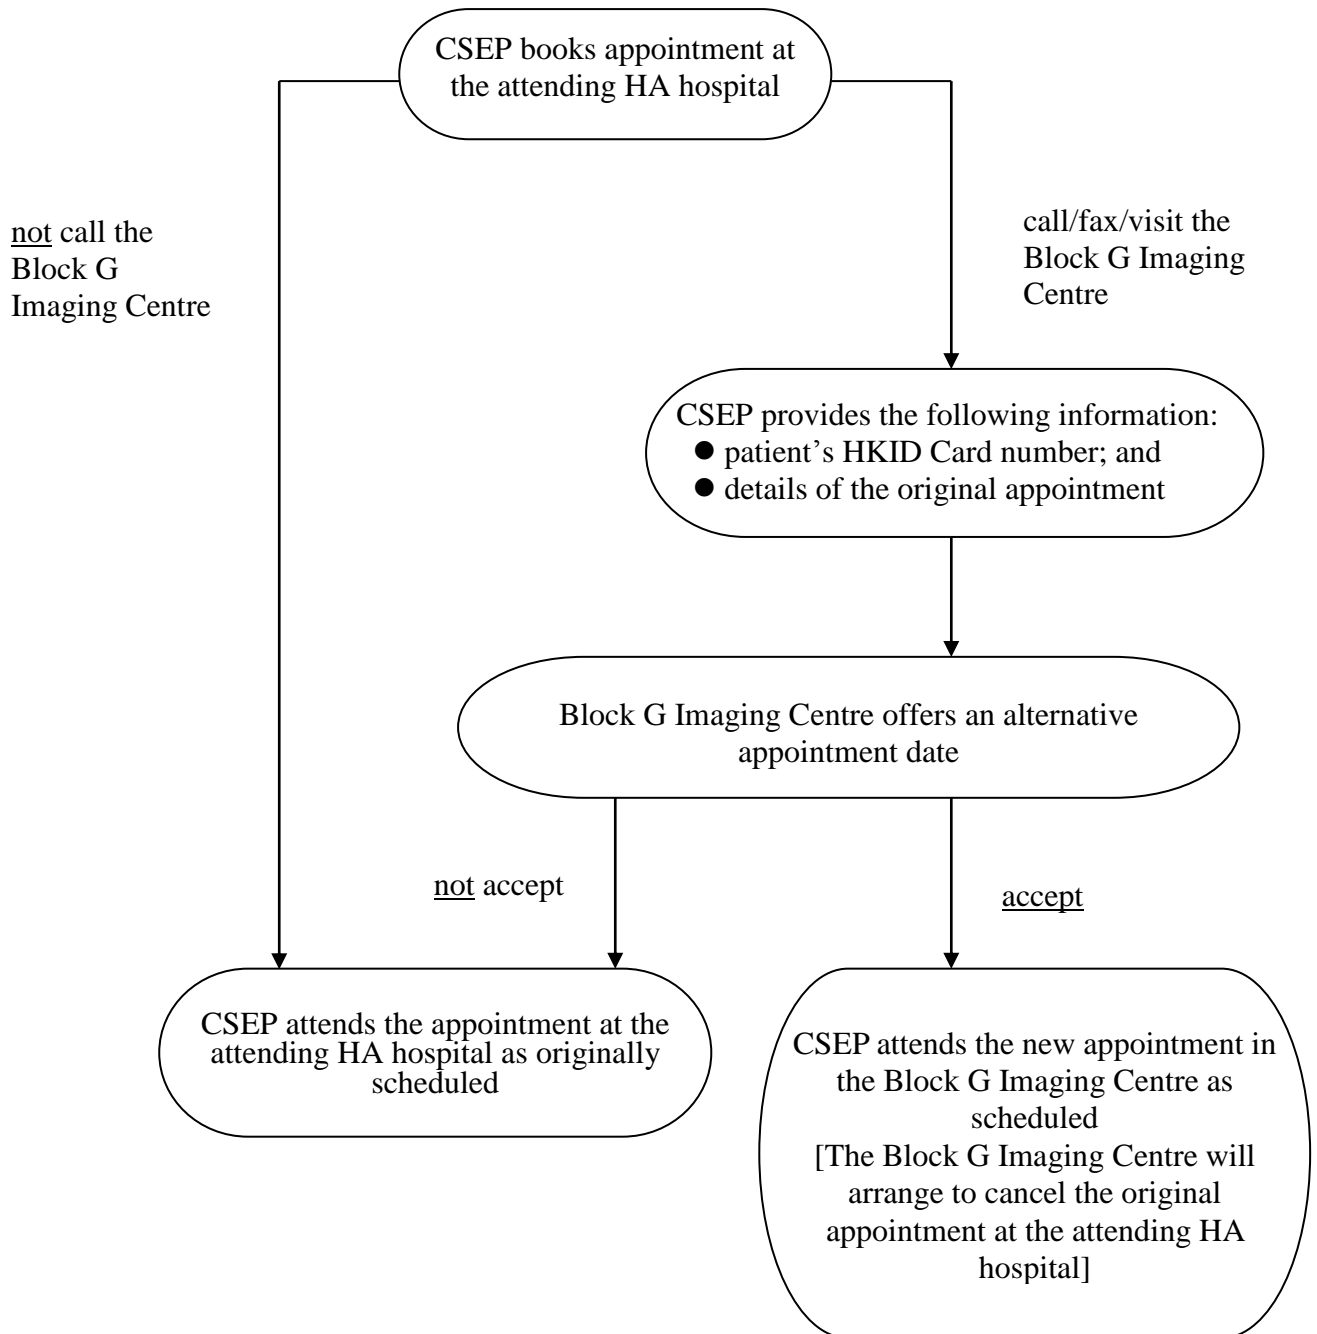 CSEP books appointment at
the attending HA hospital
not call the
Block G
Imaging Centre
call/fax/visit the
Block G Imaging
Centre
CSEP provides the following information:
● patient’s HKID Card number; and
● details of the original appointment
Block G Imaging Centre offers an alternative
appointment date
not accept
accept
CSEP attends the appointment at the
attending HA hospital as originally
scheduled
CSEP attends the new appointment in
the Block G Imaging Centre as
scheduled
[The Block G Imaging Centre will
arrange to cancel the original
appointment at the attending HA
hospital]